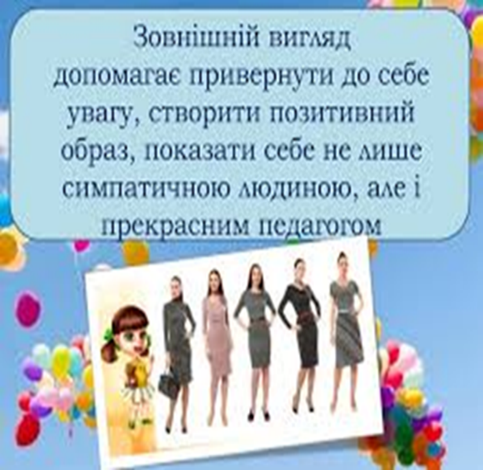 Зовнішній вигляд
допомагає привернути до себе
увагу, створити позитивний
образ, показати себе не лише
симпатичною людиною, але і
прекрасним педагогом